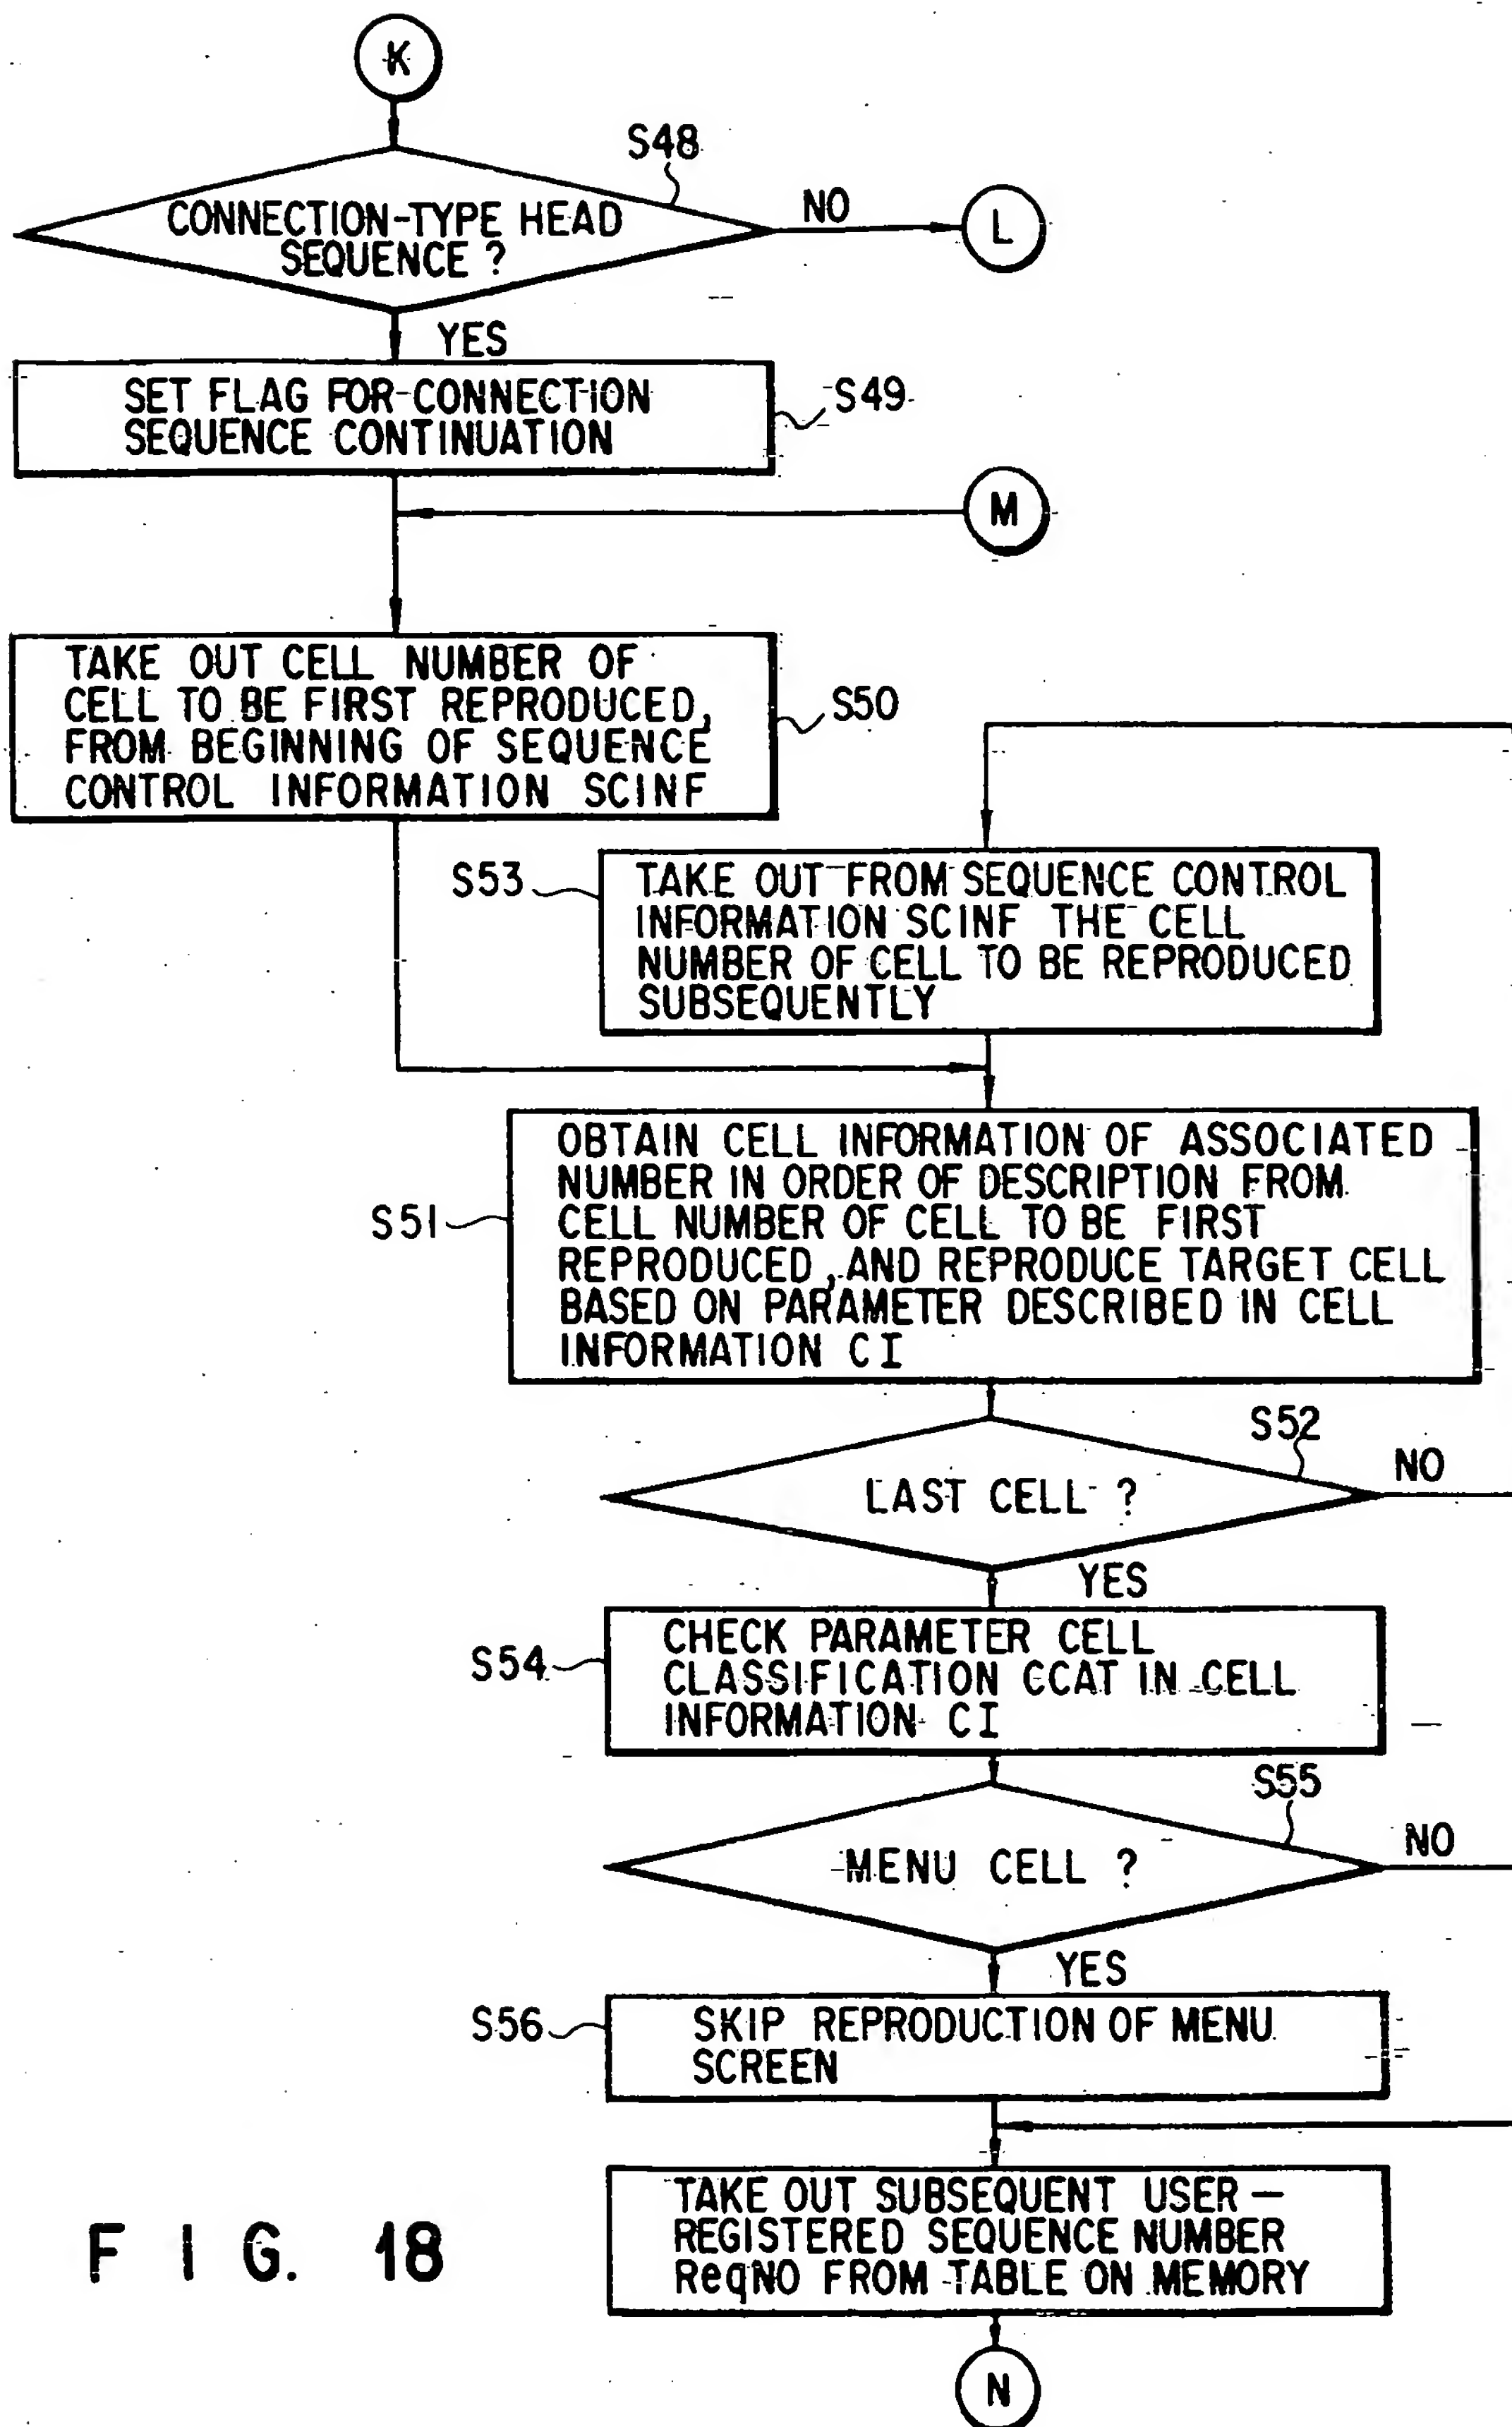 K
S48
CONNECTION-TYPE HEAD
SEQUENCE ?
NO
L
YES
SET FLAG FOR CONNECTION
SEQUENCE CONTINUATION
S49
M
TAKE OUT CELL NUMBER OF
CELL TO BE FIRST REPRODUCED,
FROM BEGINNING OF SEQUENCE
CONTROL INFORMATION SCINF
S50
S53
TAKE OUT FROM SEQUENCE CONTROL
INFORMATION SCINF THE CELL
NUMBER OF CELL TO BE REPRODUCED
SUBSEQUENTLY
S51
OBTAIN CELL INFORMATION OF ASSOCIATED
NUMBER IN ORDER OF DESCRIPTION FROM
CELL NUMBER OF CELL TO BE FIRST
REPRODUCED, AND REPRODUCE TARGET CELL
BASED ON PARAMETER DESCRIBED IN CELL
INFORMATION CI
S52
LAST CELL ?
NO
YES
S54
CHECK PARAMETER CELL
CLASSIFICATION CCAT IN CELL
INFORMATION CI
S55
MENU CELL ?
NO
YES
S56
SKIP REPRODUCTION OF MENU
SCREEN
TAKE OUT SUBSEQUENT USER-
REGISTERED SEQUENCE NUMBER
ReqNO FROM TABLE ON MEMORY
N
FIG. 18